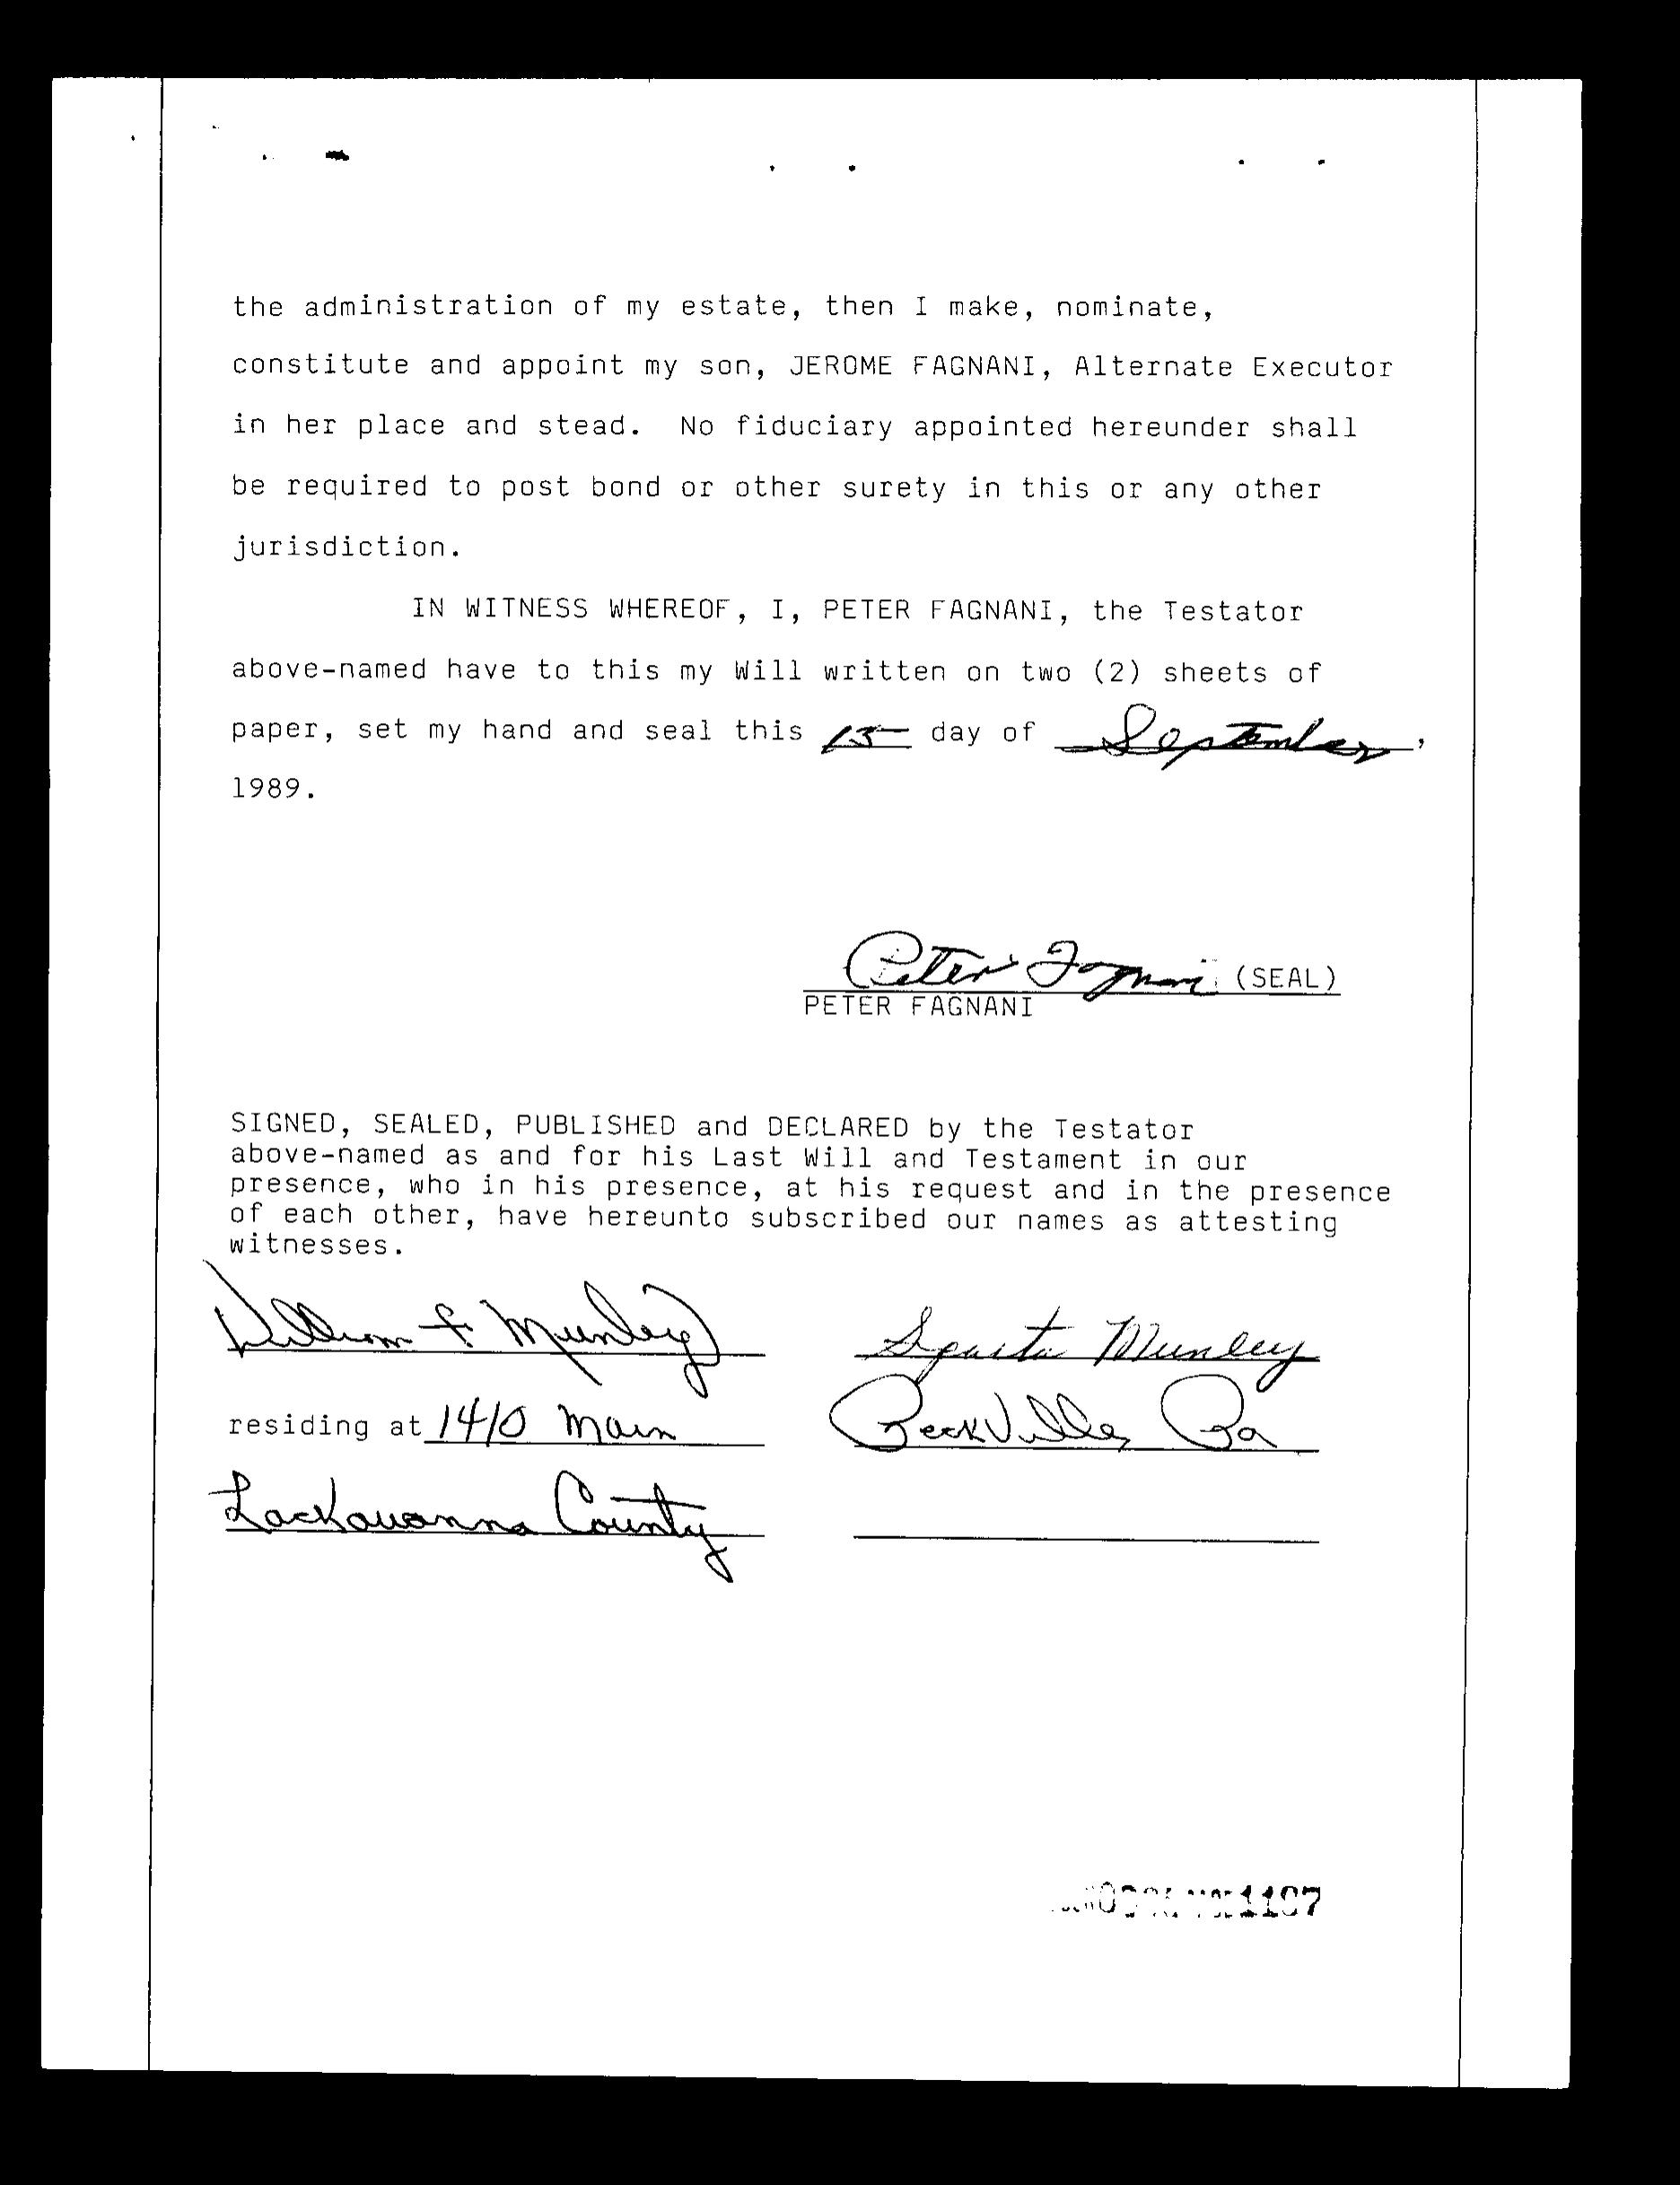 the administration of my estate, then I make, nominate,
constitute and appoint my son, JEROME FAGNANI, Alternate Executor
in her place and stead.  No fiduciary appointed hereunder shall
be required to post bond or other surety in this or any other
jurisdiction.
IN WITNESS WHEREOF, I, PETER FAGNANI, the Testator
above-named have to this my Will written on two (2) sheets of
paper, set my hand and seal this 15 day of September,
1989.
Peter Fagnani (SEAL)
PETER FAGNANI
SIGNED, SEALED, PUBLISHED and DECLARED by the Testator
above-named as and for his Last Will and Testament in our
presence, who in his presence, at his request and in the presence
of each other, have hereunto subscribed our names as attesting
witnesses.
William F Munley
Munley
residing at 1410 Main
Peckville, Pa
Lackawanna County